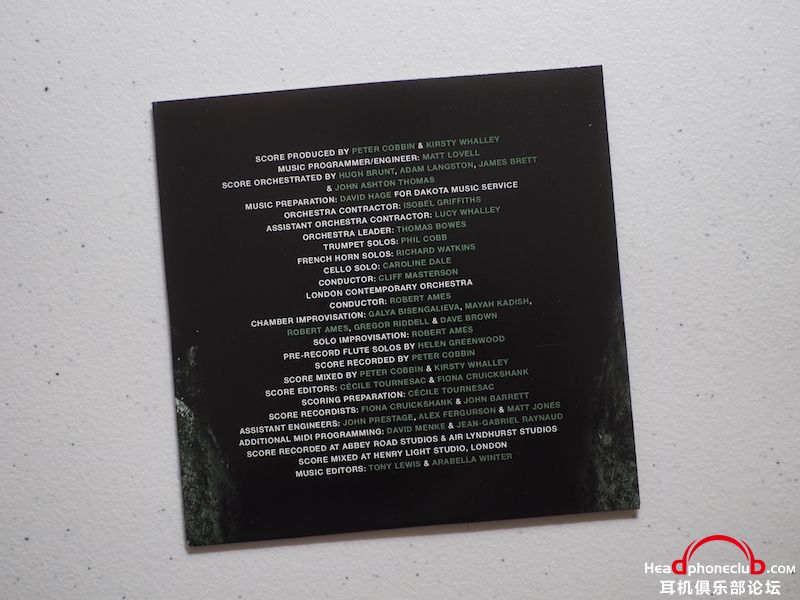 SCORE PRODUCED BY PETER COBBIN & KIRSTY WHALLEY
MUSIC PROGRAMMER/ENGINEER: MATT LOVELL
SCORE ORCHESTRATED BY HUGH BRUNT, ADAM LANGSTON, JAMES BRETT
& JOHN ASHTON THOMAS
MUSIC PREPARATION: DAVID HAGE FOR DAKOTA MUSIC SERVICE
ORCHESTRA CONTRACTOR: ISOBEL GRIFFITHS
ASSISTANT ORCHESTRA CONTRACTOR: LUCY WHALLEY
ORCHESTRA LEADER: THOMAS BOWES
TRUMPET SOLOS: PHIL COBB
FRENCH HORN SOLOS: RICHARD WATKINS
CELLO SOLO: CAROLINE DALE
CONDUCTOR: CLIFF MASTERSON
LONDON CONTEMPORARY ORCHESTRA
CONDUCTOR: ROBERT AMES
CHAMBER IMPROVISATION: GALYA BISENGALIEVA, MAYAH KADISH,
ROBERT AMES, GREGOR RIDDELL & DAVE BROWN
SOLO IMPROVISATION: ROBERT AMES
PRE-RECORD FLUTE SOLOS BY HELEN GREENWOOD
SCORE RECORDED BY PETER COBBIN
SCORE MIXED BY PETER COBBIN & KIRSTY WHALLEY
SCORE EDITORS: CÉCILE TOURNESAC & FIONA CRUICKSHANK
SCORING PREPARATION: CÉCILE TOURNESAC
SCORE RECORDISTS: FIONA CRUICKSHANK & JOHN BARRETT
ASSISTANT ENGINEERS: JOHN PRESTAGE, ALEX FERGURSON & MATT JONES
ADDITIONAL MIDI PROGRAMMING: DAVID MENKE & JEAN-GABRIEL RAYNAUD
SCORE RECORDED AT ABBEY ROAD STUDIOS & AIR LYNDHURST STUDIOS
SCORE MIXED AT HENRY LIGHT STUDIO, LONDON
MUSIC EDITORS: TONY LEWIS & ARABELLA WINTER
HeadphoneclubD.com
耳机俱乐部论坛